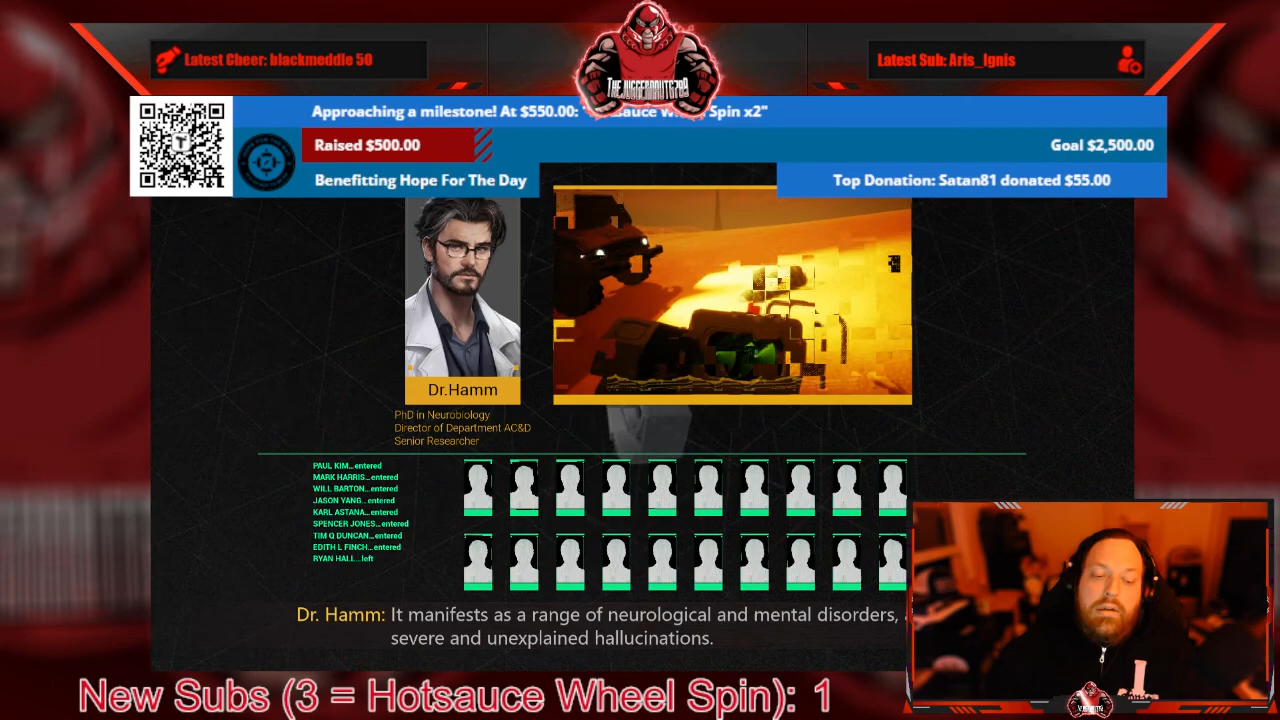 Latest Cheer: blackmeddle 50
Latest Sub: Aris_Ignis
THEJUGGERNAUT6789
Approaching a milestone! At $550.00: "
sauce W
Spin x2"
Raised $500.00
Goal $2,500.00
Benefitting Hope For The Day
Top Donation: Satan81 donated $55.00
Dr.Hamm
PhD in Neurobiology
Director of Department AC&D
Senior Researcher
PAUL KIM...entered
MARK HARRIS...entered
WILL BARTON...entered
JASON YANG...entered
KARL ASTANA...entered
SPENCER JONES...entered
TIM Q DUNCAN...entered
EDITH L FINCH...entered
RYAN HALL...left
Dr. Hamm: It manifests as a range of neurological and mental disorders,
severe and unexplained hallucinations.
New Subs (3 = Hotsauce Wheel Spin): 1